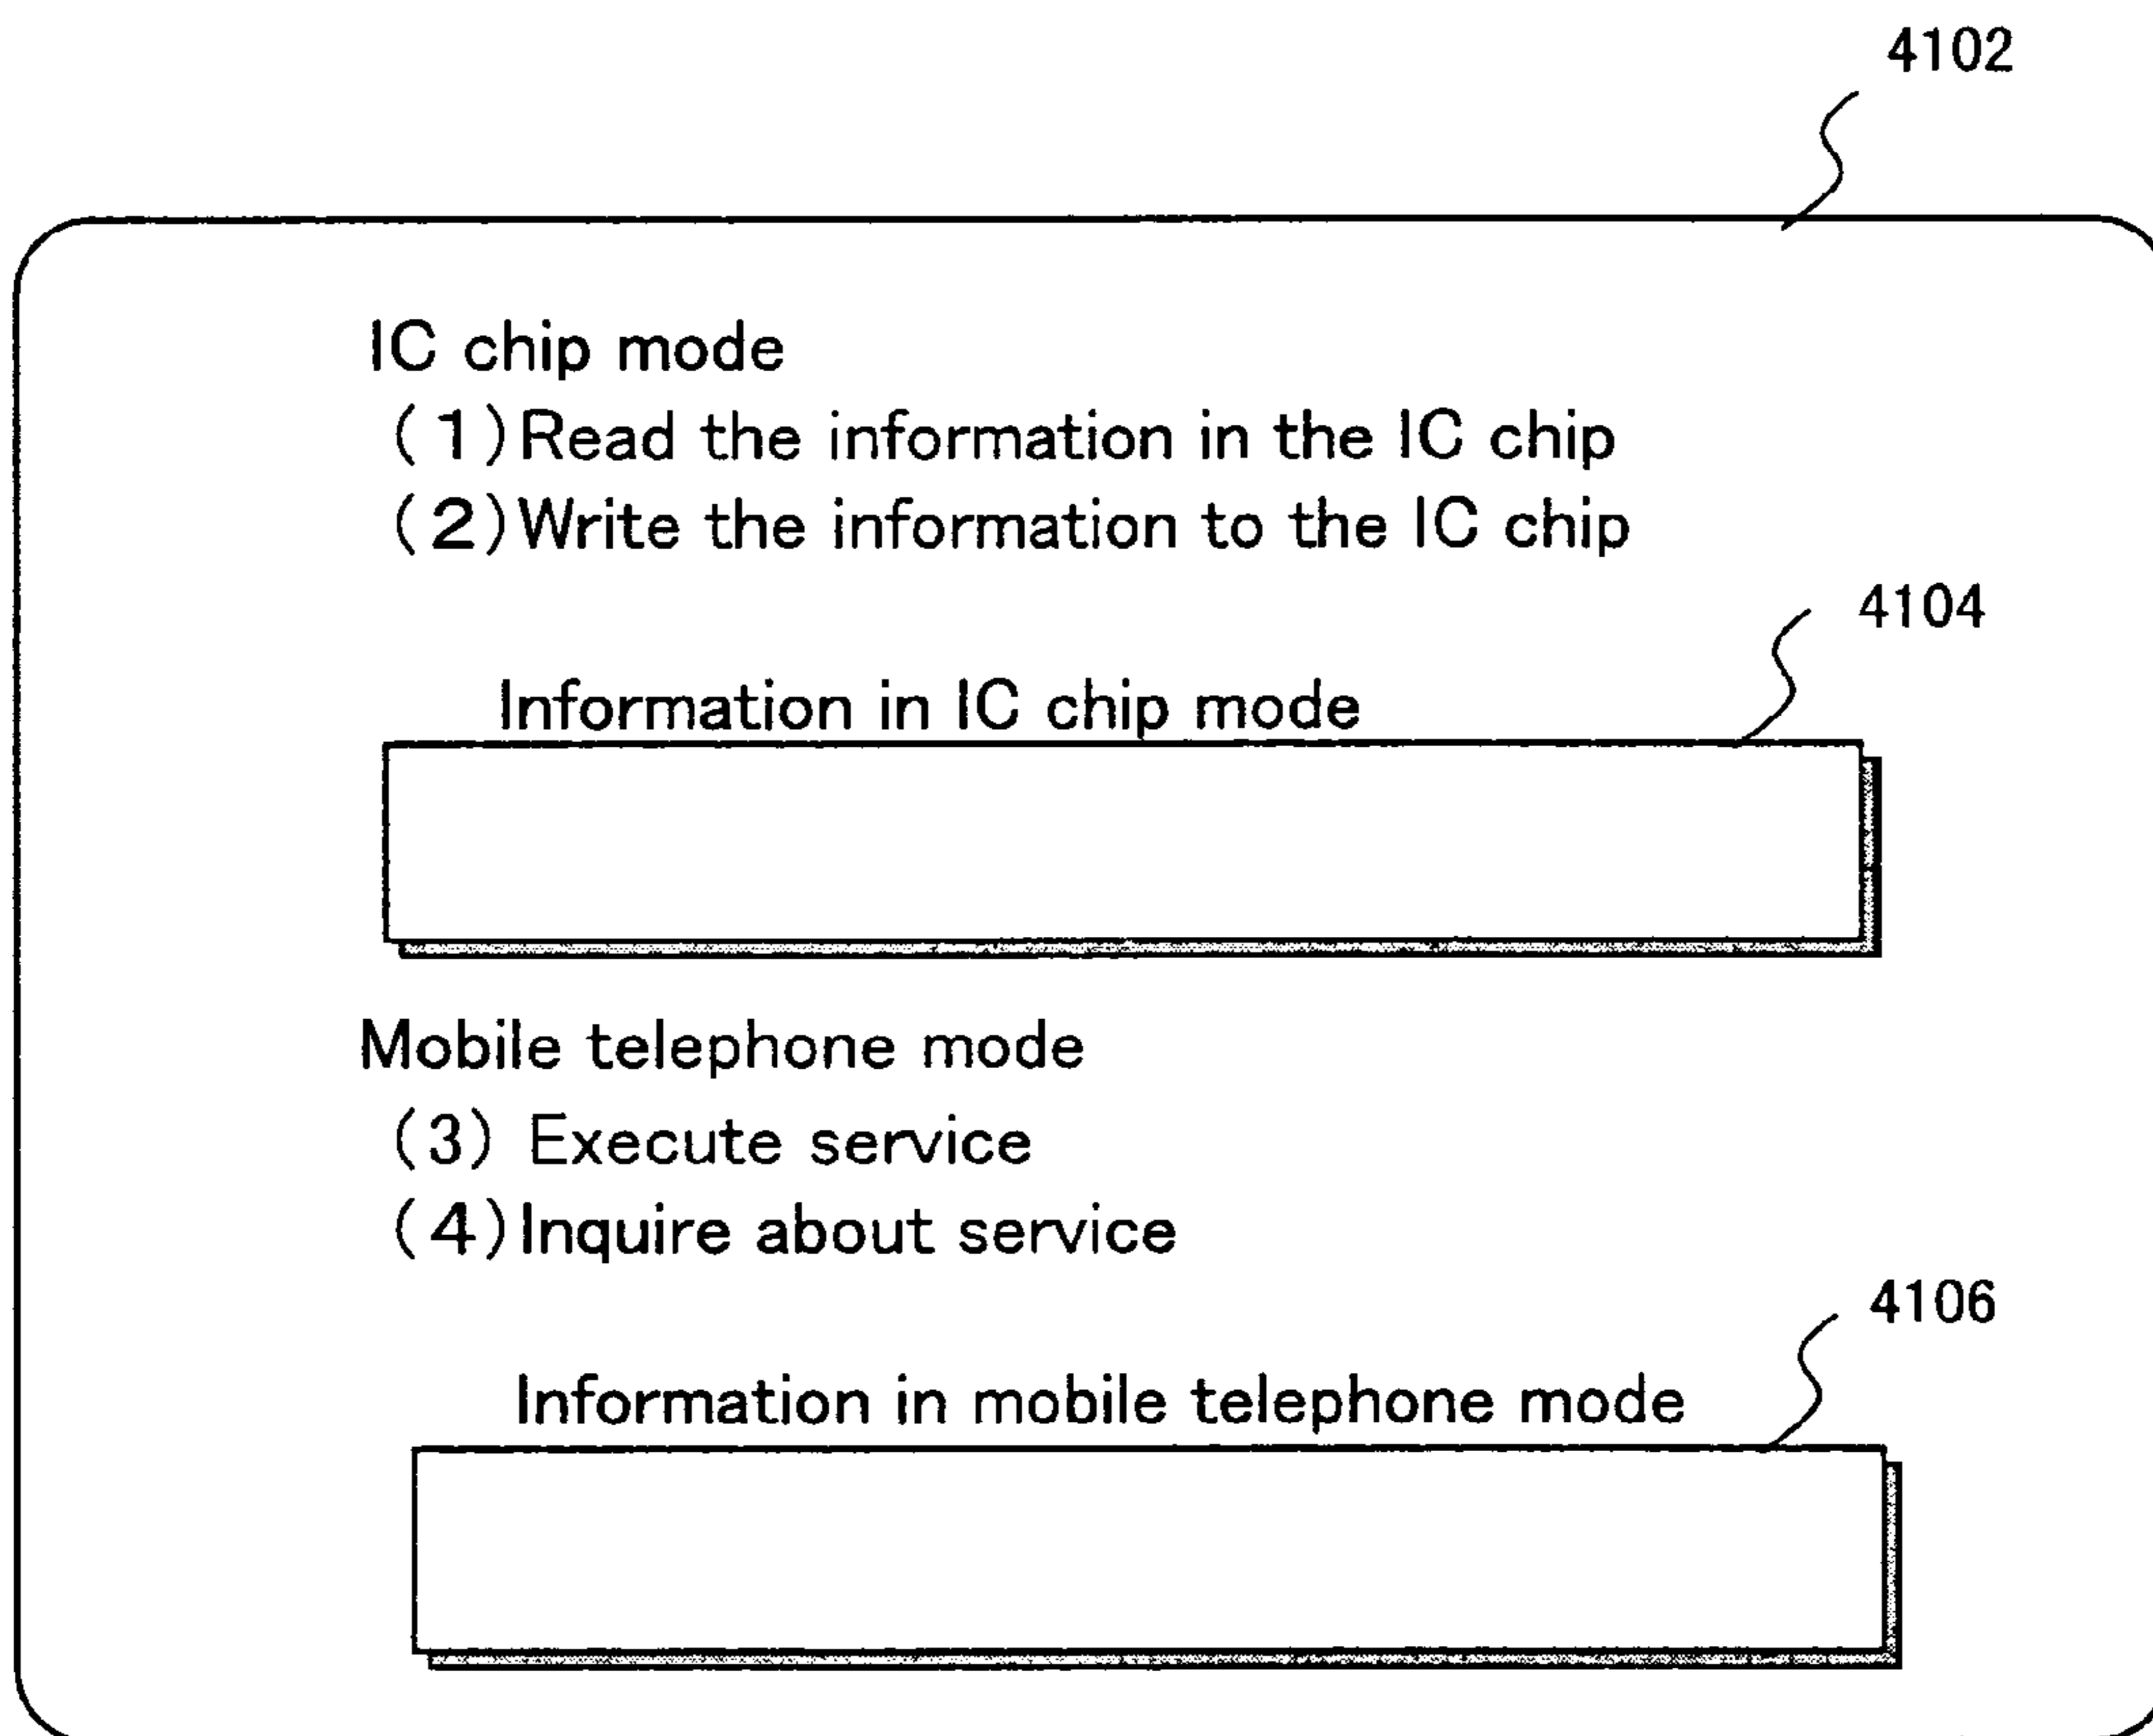 4102
IC chip mode
(1)Read the information in the IC chip
(2)Write the information to the IC chip
4104
Information in IC chip mode
Mobile telephone mode
(3) Execute service
(4)Inquire about service
4106
Information in mobile telephone mode